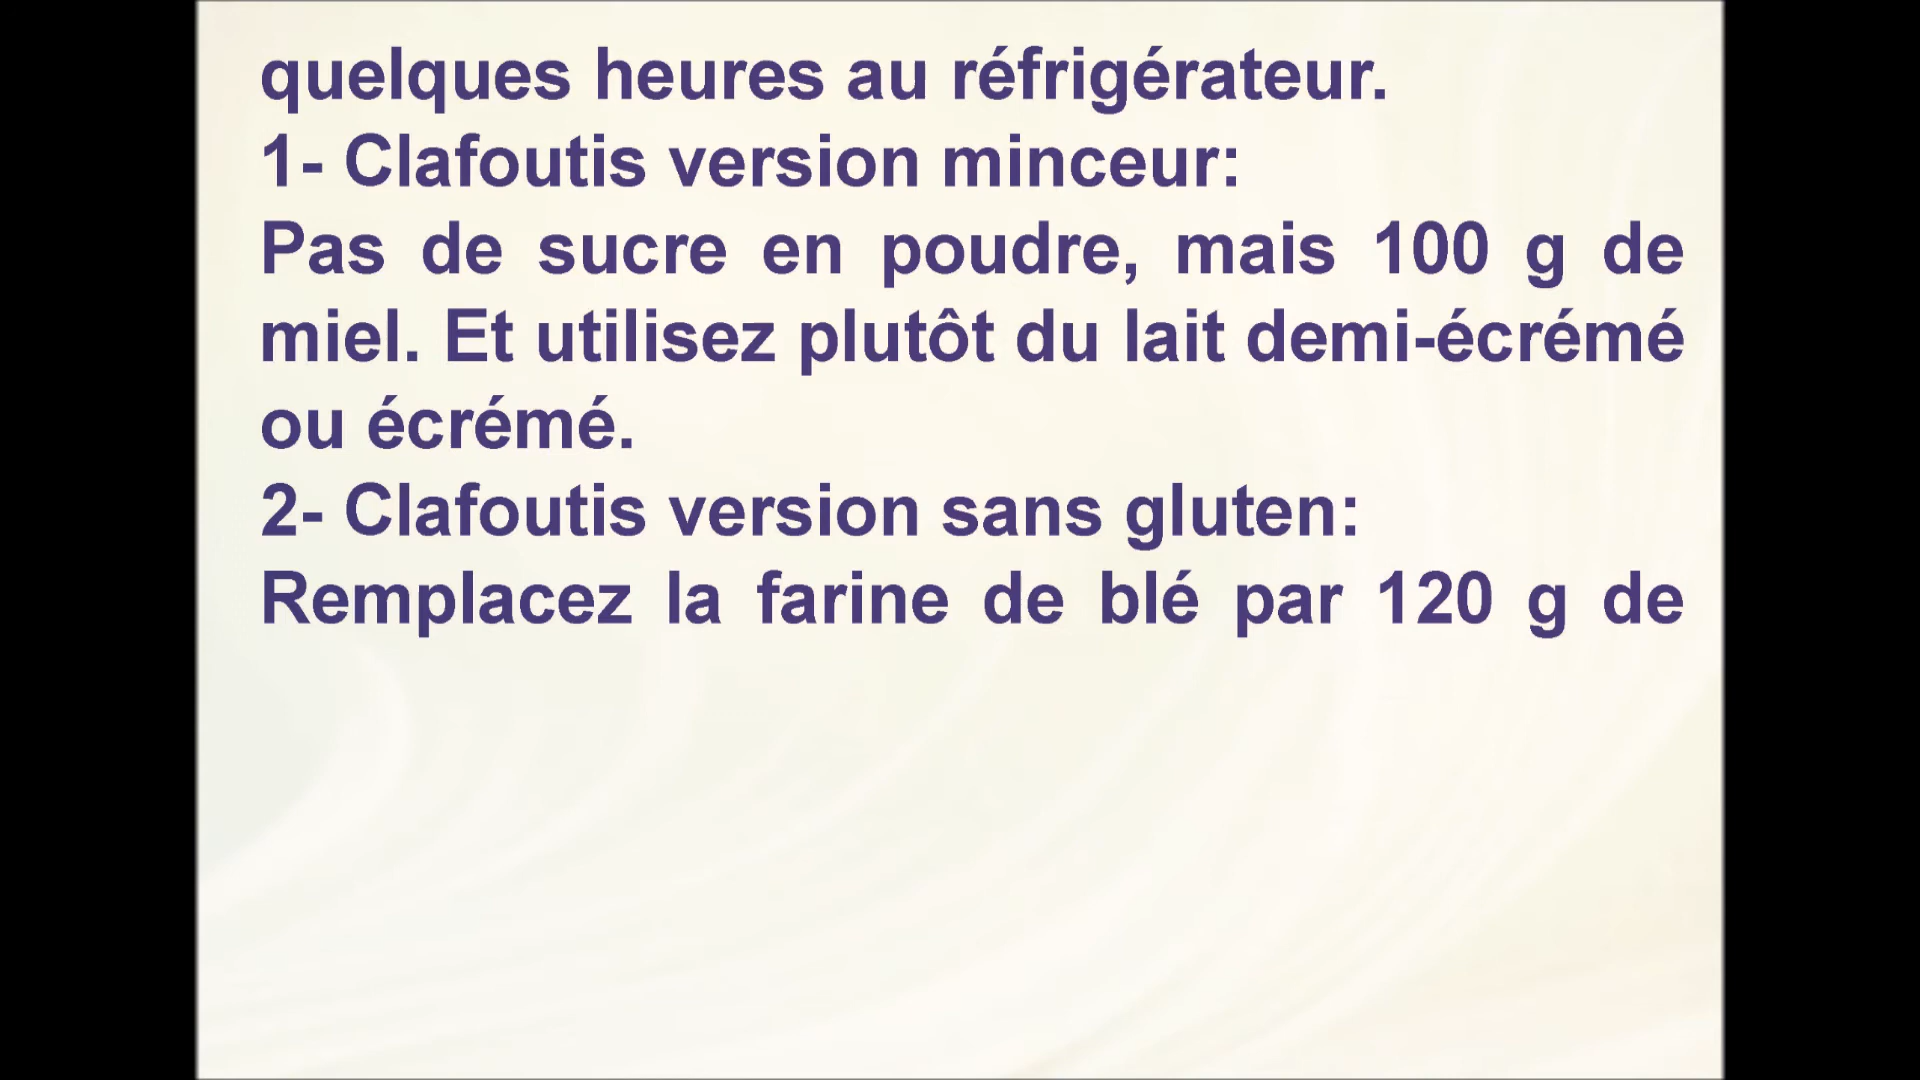 quelques heures au réfrigérateur.
1- Clafoutis version minceur:
Pas de sucre en poudre, mais 100 g de
miel. Et utilisez plutôt du lait demi-écrémé
ou écrémé.
2- Clafoutis version sans gluten:
Remplacez la farine de blé par 120 g de